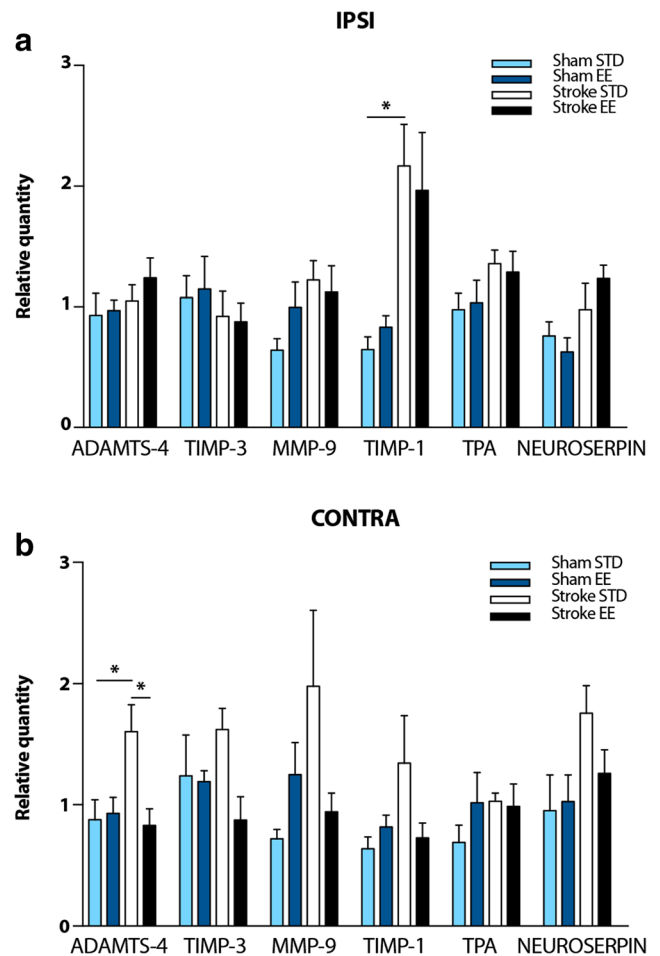 IPSI
a
3
2
1
0
Relative quantity
Sham STD
Sham EE
Stroke STD
Stroke EE
*
ADAMTS-4 TIMP-3 MMP-9 TIMP-1 TPA NEUROSERPIN
CONTRA
b
3
2
1
0
Relative quantity
Sham STD
Sham EE
Stroke STD
Stroke EE
* *
ADAMTS-4 TIMP-3 MMP-9 TIMP-1 TPA NEUROSERPIN